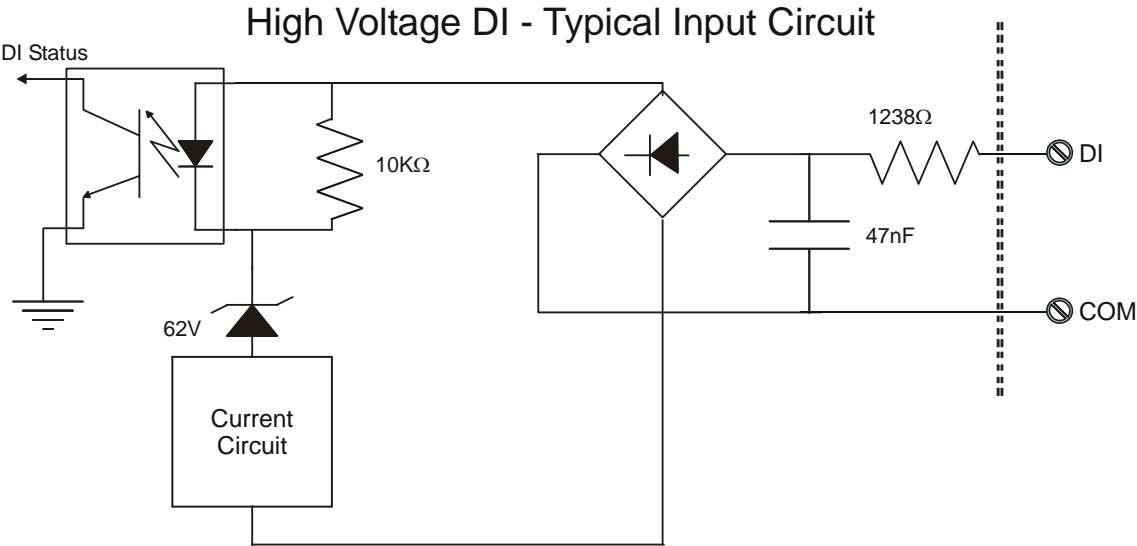 High Voltage DI - Typical Input Circuit
DI Status
1238Ω
DI
10KΩ
47nF
COM
62V
Current
Circuit